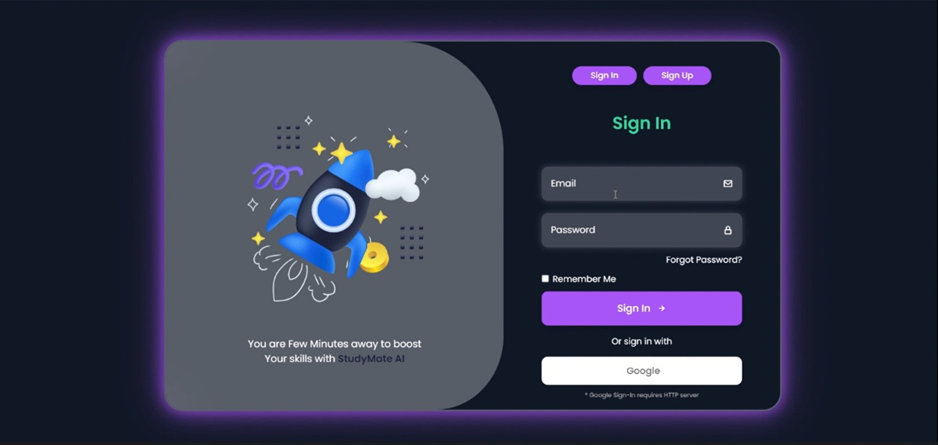 Sign In
Sign Up
Sign In
Email
Password
Forgot Password?
Remember Me
Sign In →
Or sign in with
Google
* Google Sign-In requires HTTP server
You are Few Minutes away to boost
Your skills with StudyMate AI